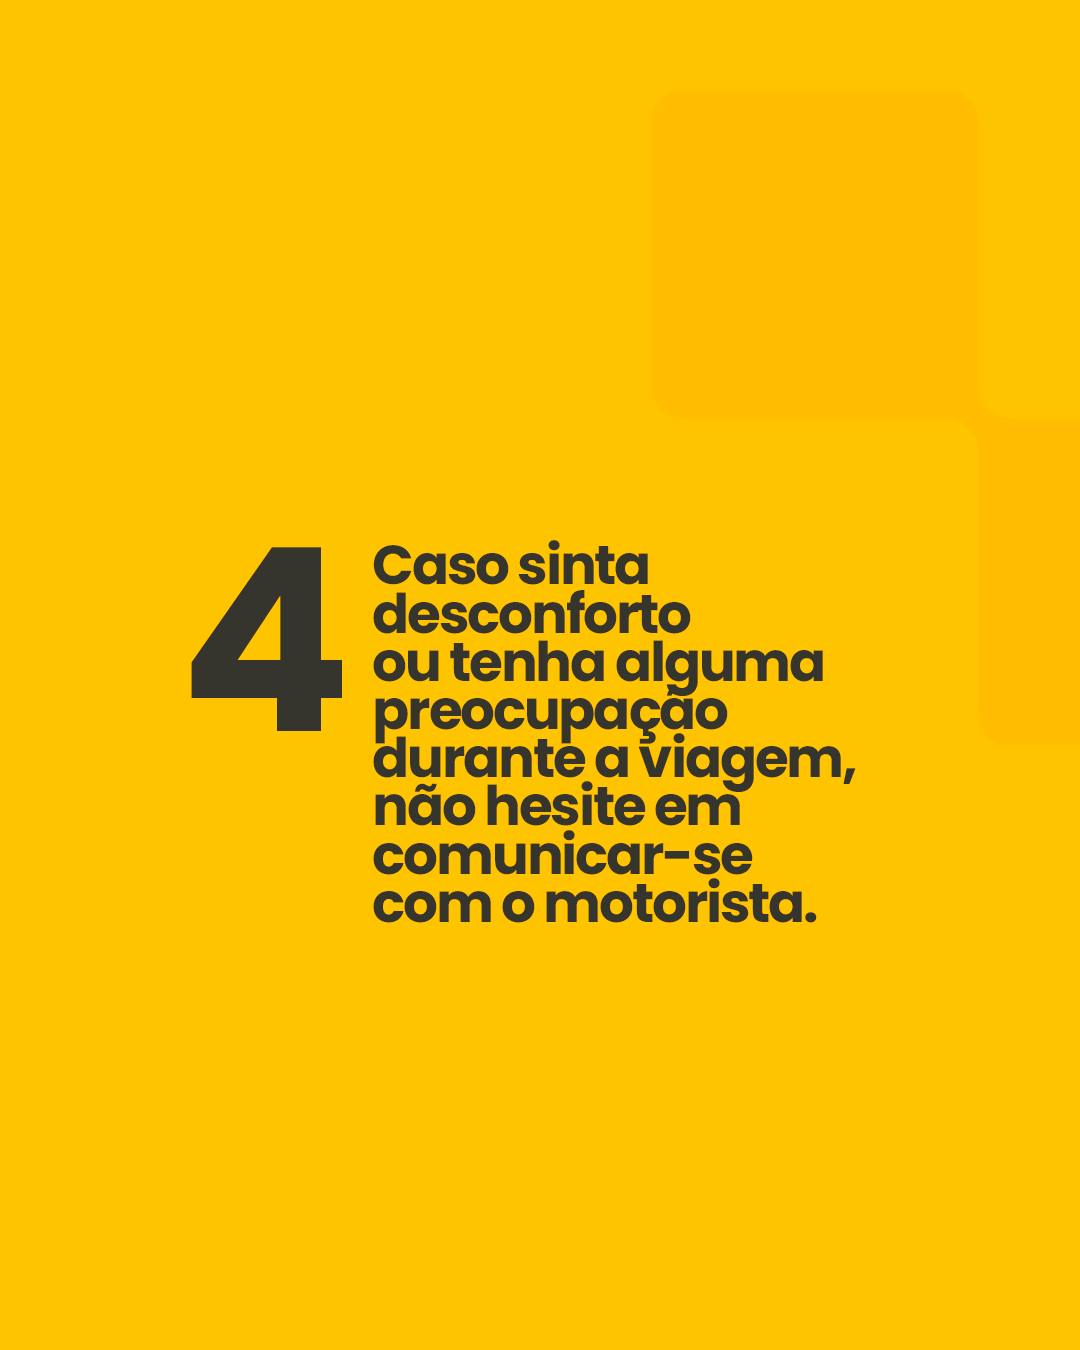 4
Caso sinta
desconforto
ou tenha alguma
preocupação
durante a viagem,
não hesite em
comunicar-se
com o motorista.